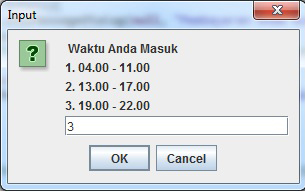 Input
Waktu Anda Masuk
1. 04.00 - 11.00
2. 13.00 - 17.00
3. 19.00 - 22.00
3
OK Cancel